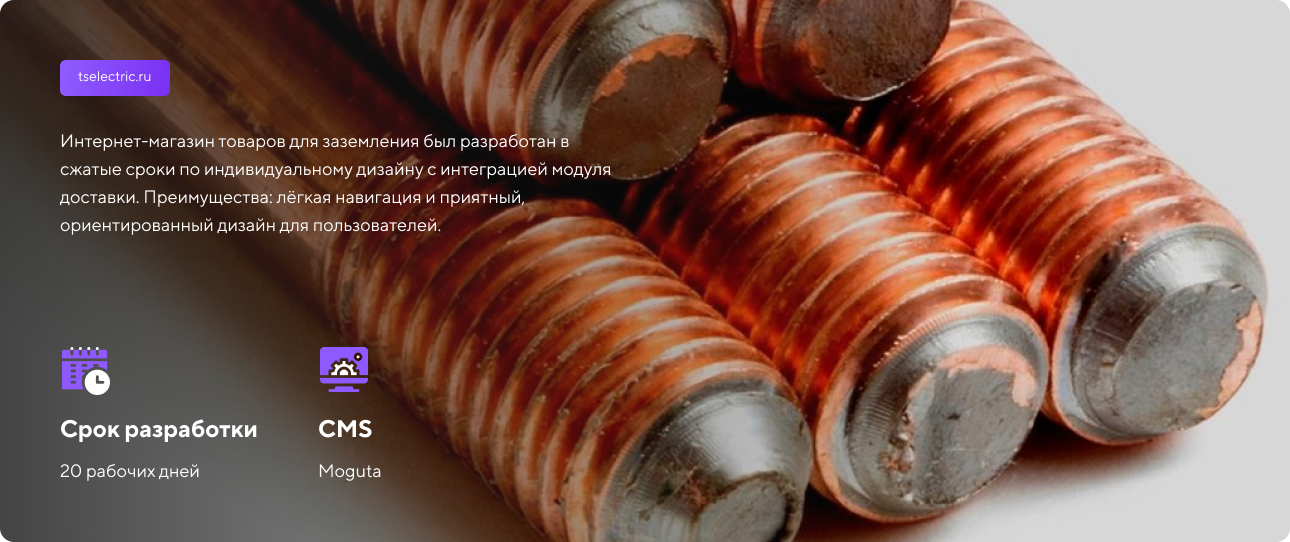 tselectric.ru
Интернет-магазин товаров для заземления был разработан в
сжатые сроки по индивидуальному дизайну с интеграцией модуля
доставки. Преимущества: лёгкая навигация и приятный,
ориентированный дизайн для пользователей.
Срок разработки
20 рабочих дней
CMS
Moguta